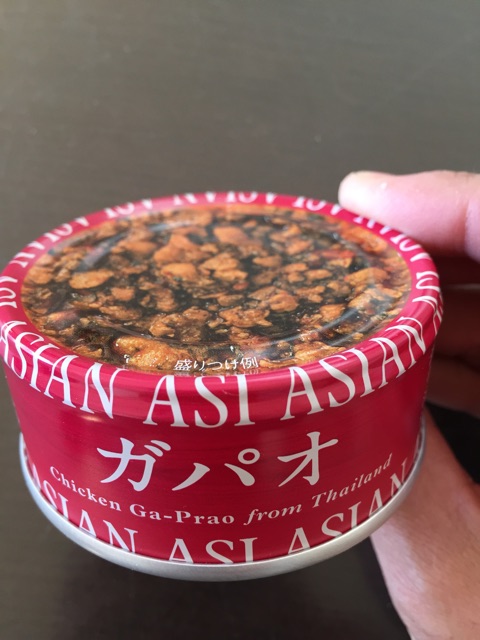 盛りつけ例
ASIAN ASI ASIAN
ガパオ
Chicken Ga-Prao from Thailand
ASIAN ASI ASIAN